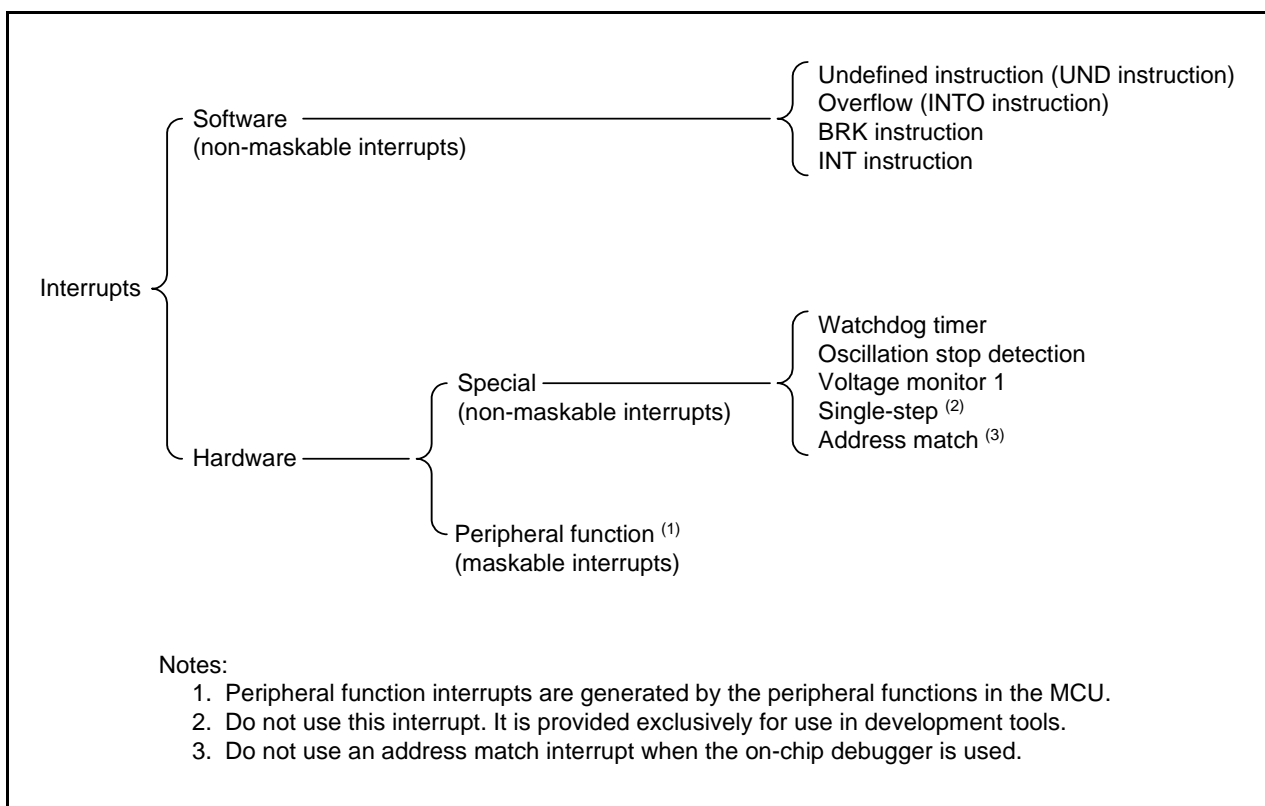 Undefined instruction (UND instruction)
Overflow (INTO instruction)
BRK instruction
INT instruction
Software
(non-maskable interrupts)
Interrupts
Watchdog timer
Oscillation stop detection
Voltage monitor 1
Single-step (2)
Address match (3)
Special
(non-maskable interrupts)
Hardware
Peripheral function (1)
(maskable interrupts)
Notes:
1. Peripheral function interrupts are generated by the peripheral functions in the MCU.
2. Do not use this interrupt. It is provided exclusively for use in development tools.
3. Do not use an address match interrupt when the on-chip debugger is used.